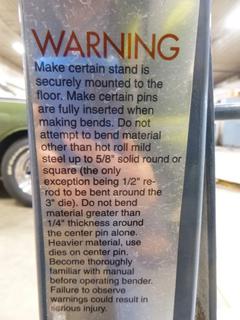 WARNING
Make certain stand is
securely mounted to the
floor. Make certain pins
are fully inserted when
making bends. Do not
attempt to bend material
other than hot roll mild
steel up to 5/8" solid round or
square (the only
exception being 1/2" re-
rod to be bent around the
3" die). Do not bend
material greater than
1/4" thickness around
the center pin alone.
Heavier material, use
dies on center pin.
Become thoroughly
familiar with manual
before operating bender.
Failure to observe
warnings could result in
serious injury.